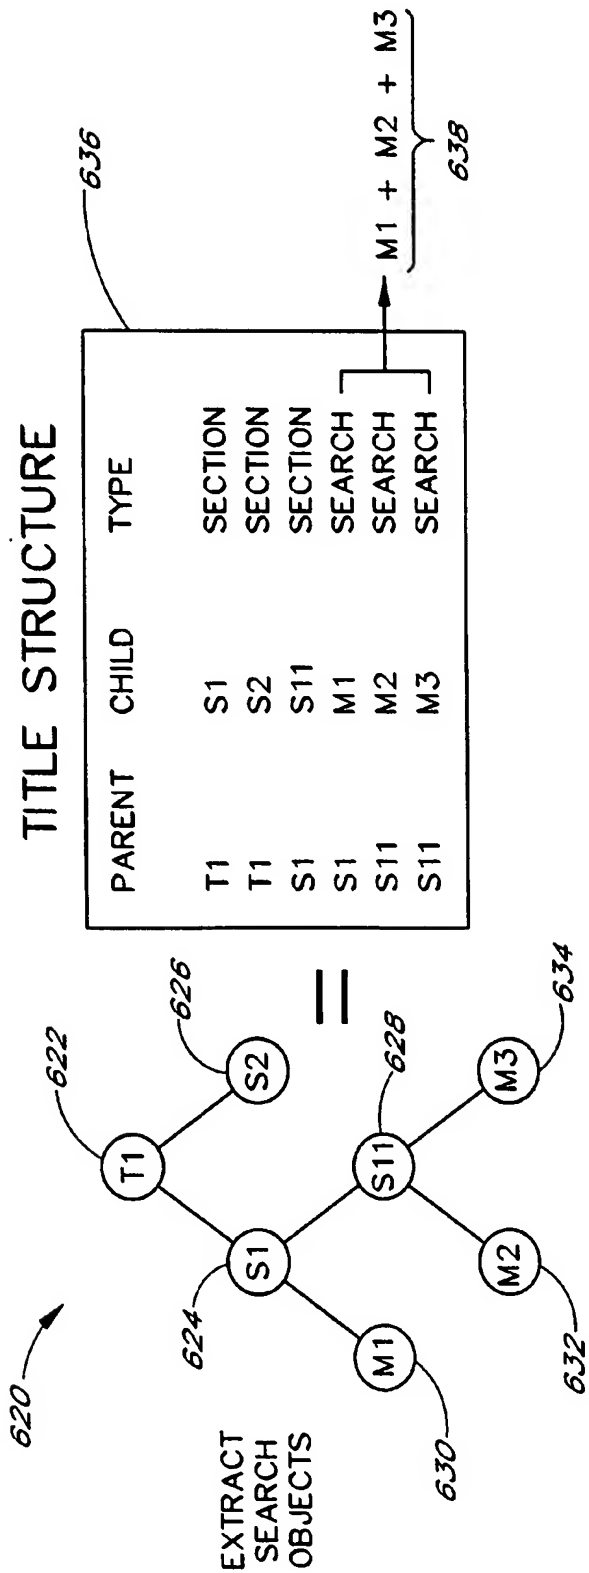 EXTRACT
SEARCH
OBJECTS
620
622
T1
624
S1
626
S2
628
S11
630
M1
632
M2
634
M3
=
TITLE STRUCTURE
636
PARENT CHILD TYPE
T1 S1 SECTION
T1 S2 SECTION
S1 S11 SECTION
S1 M1 SEARCH
S11 M2 SEARCH
S11 M3 SEARCH
M1 + M2 + M3
638